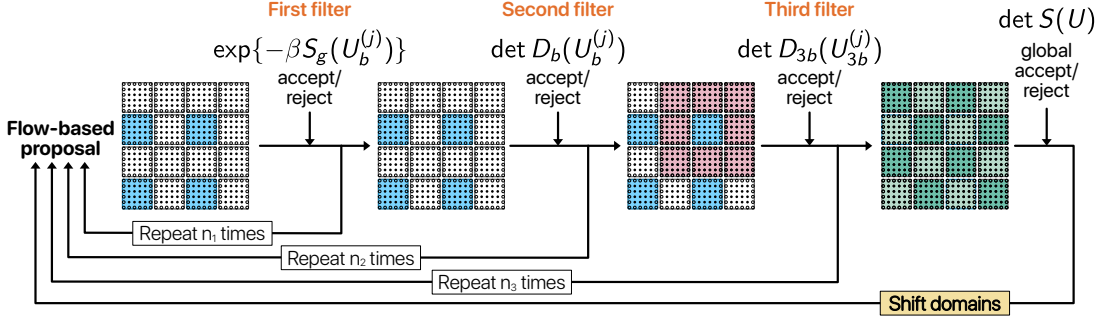 First filter
Second filter
Third filter
exp{−βS_g(U_b^{(j)})}
det D_b(U_b^{(j)})
det D_{3b}(U_{3b}^{(j)})
det S(U)
accept/
reject
accept/
reject
accept/
reject
global
accept/
reject
Flow-based
proposal
Repeat n₁ times
Repeat n₂ times
Repeat n₃ times
Shift domains